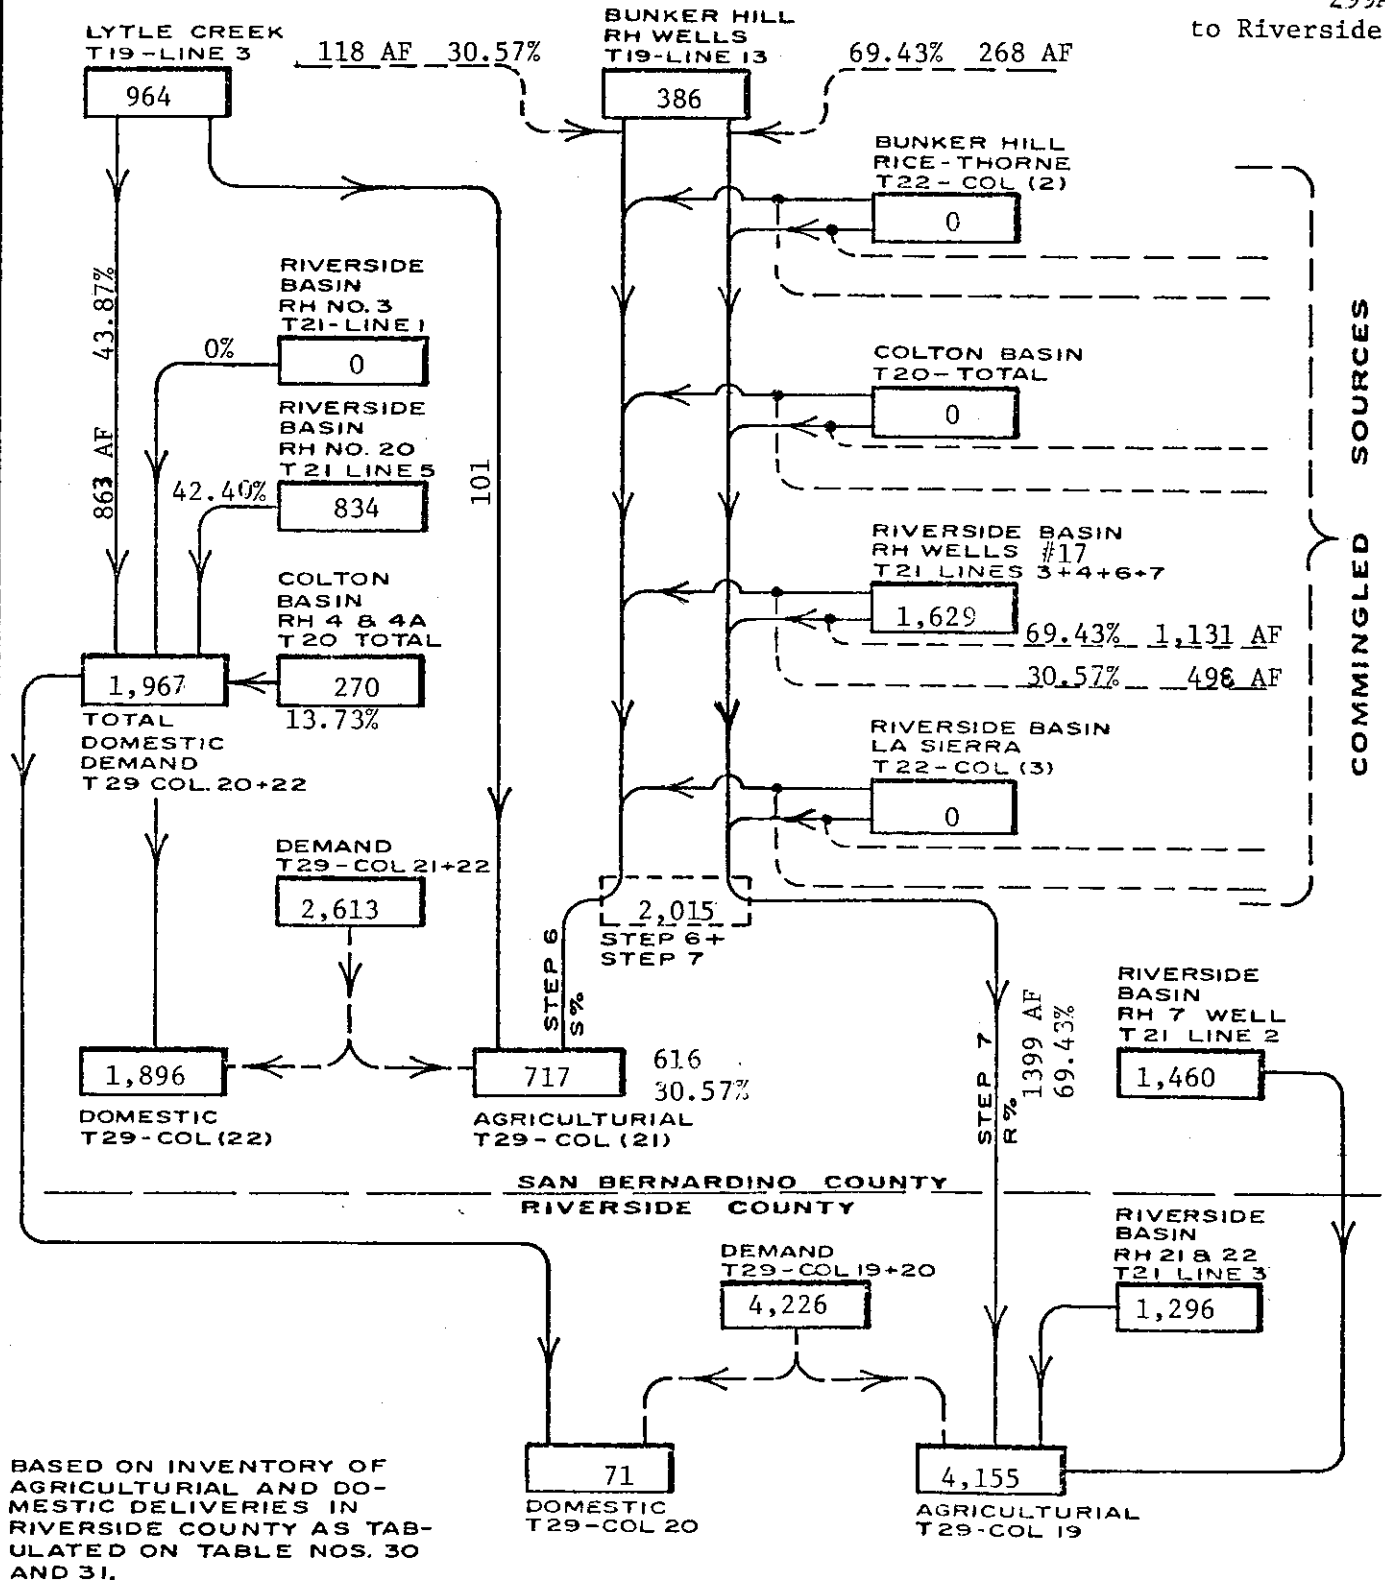 to Riverside
LYTLE CREEK
T19-LINE 3
964
118 AF 30.57%
BUNKER HILL
RH WELLS
T19-LINE 13
386
69.43% 268 AF
BUNKER HILL
RICE-THORNE
T22-COL (2)
0
43.87%
863 AF
RIVERSIDE
BASIN
RH NO. 3
T21-LINE 1
0%
0
RIVERSIDE
BASIN
RH NO. 20
T21 LINE 5
42.40%
834
101
COLTON BASIN
T20-TOTAL
0
COMMINGLED SOURCES
RIVERSIDE BASIN
RH WELLS #17
T21 LINES 3+4+6+7
1,629
69.43% 1,131 AF
30.57% 498 AF
COLTON
BASIN
RH 4 & 4A
T20 TOTAL
270
13.73%
1,967
TOTAL
DOMESTIC
DEMAND
T29 COL. 20+22
RIVERSIDE BASIN
LA SIERRA
T22-COL (3)
0
DEMAND
T29-COL 21+22
2,613
2,015
STEP 6+
STEP 7
STEP 6
S%
1,896
DOMESTIC
T29-COL (22)
717
616
30.57%
AGRICULTURIAL
T29-COL (21)
STEP 7
R%
1399 AF
69.43%
RIVERSIDE
BASIN
RH 7 WELL
T21 LINE 2
1,460
SAN BERNARDINO COUNTY
RIVERSIDE COUNTY
RIVERSIDE
BASIN
RH 21 & 22
T21 LINE 3
1,296
DEMAND
T29-COL 19+20
4,226
71
DOMESTIC
T29-COL 20
4,155
AGRICULTURIAL
T29-COL 19
BASED ON INVENTORY OF
AGRICULTURIAL AND DO-
MESTIC DELIVERIES IN
RIVERSIDE COUNTY AS TAB-
ULATED ON TABLE NOS. 30
AND 31.